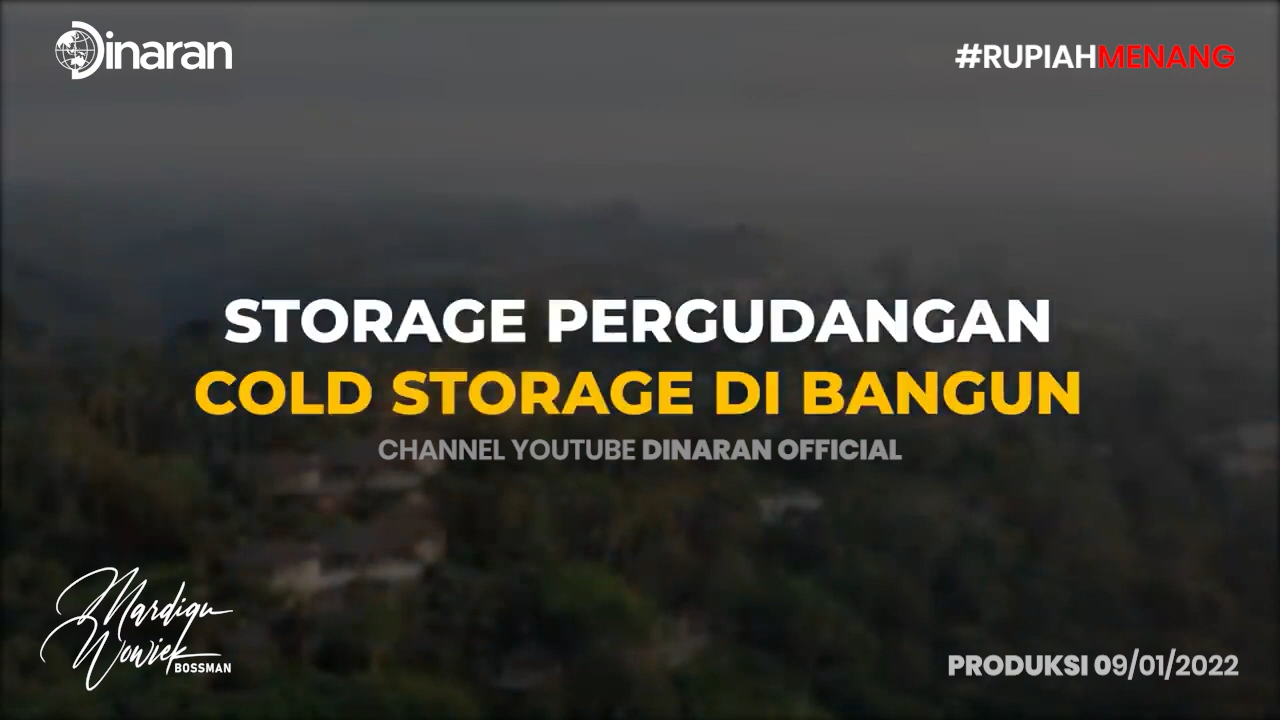 Dinaran
#RUPIAHMENANG
STORAGE PERGUDANGAN
COLD STORAGE DI BANGUN
CHANNEL YOUTUBE DINARAN OFFICIAL
Mardigu
Wowiek
BOSSMAN
PRODUKSI 09/01/2022